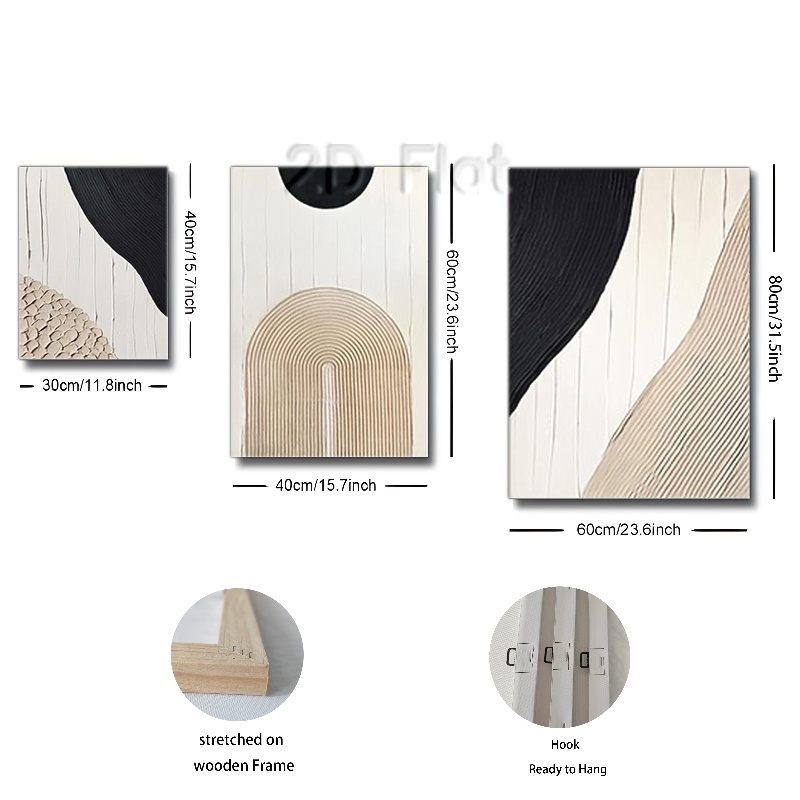 2D Flat
40cm/15.7inch
30cm/11.8inch
60cm/23.6inch
40cm/15.7inch
80cm/31.5inch
60cm/23.6inch
stretched on
wooden Frame
Hook
Ready to Hang